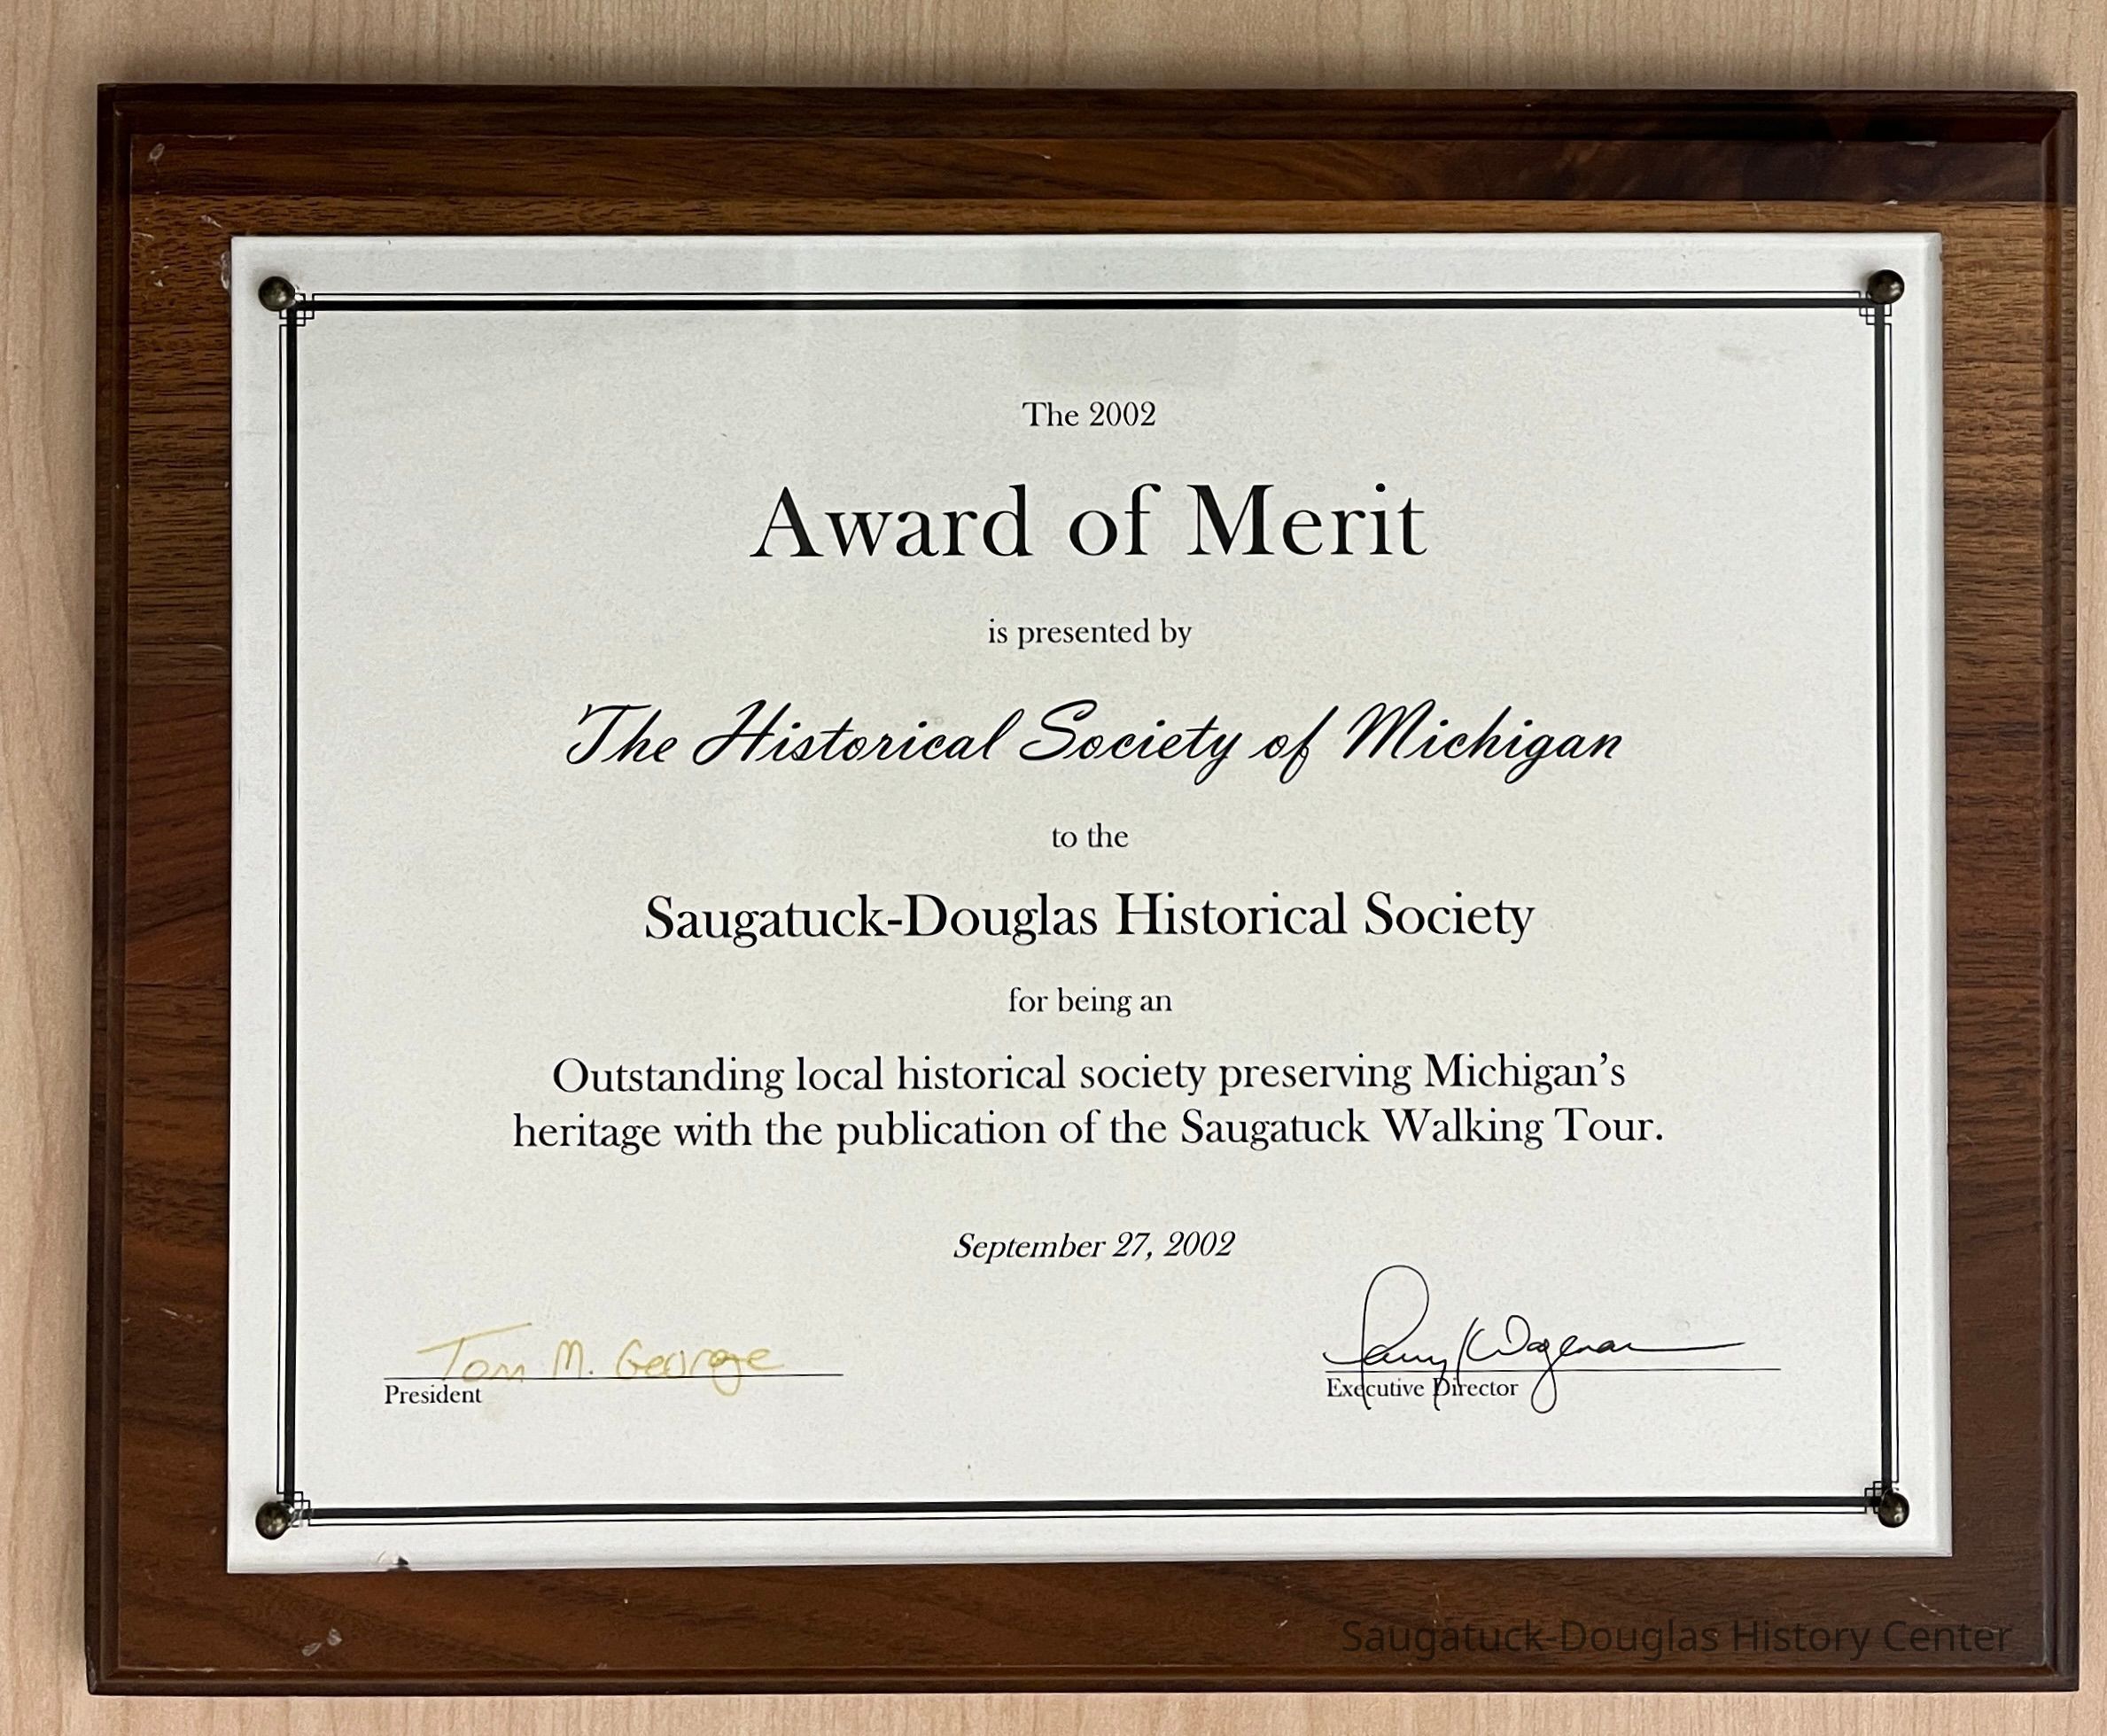 The 2002
Award of Merit
is presented by
The Historical Society of Michigan
to the
Saugatuck-Douglas Historical Society
for being an
Outstanding local historical society preserving Michigan's
heritage with the publication of the Saugatuck Walking Tour.
September 27, 2002
Tom M. George
President
Larry Wagenaar
Executive Director
Saugatuck-Douglas History Center